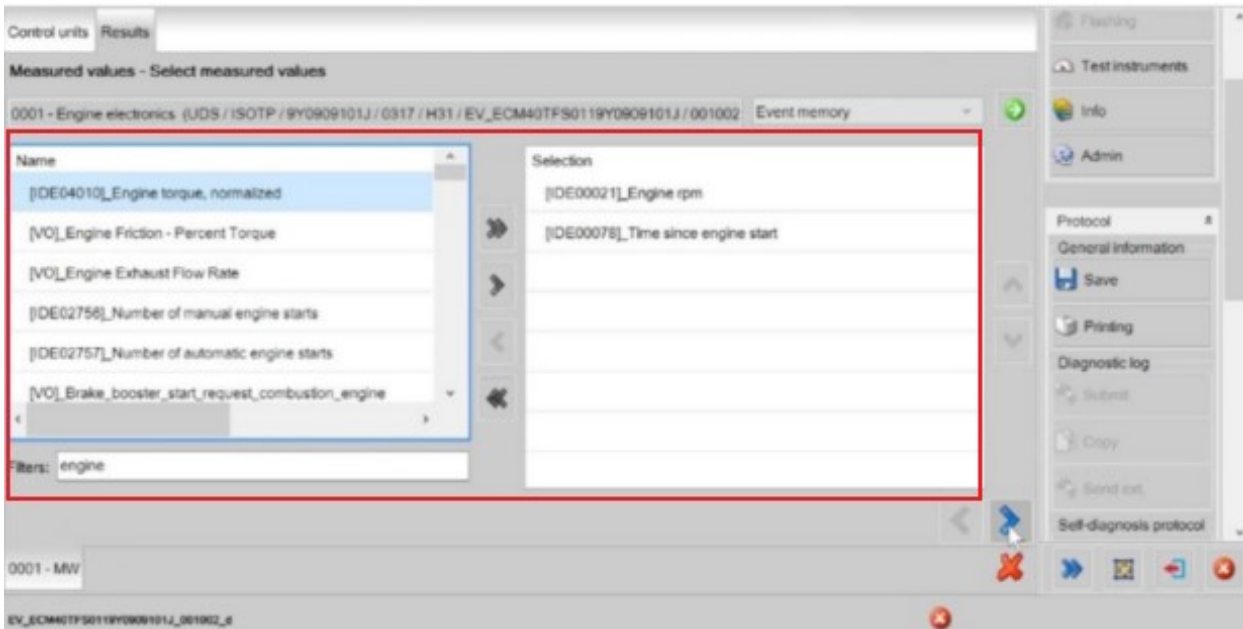 Control units Results
Measured values - Select measured values
0001 - Engine electronics (UDS / ISOTP / 9Y0909101J / 0317 / H31 / EV_ECM40TFS0119Y0909101J / 001002 Event memory
Name
[IDE04010]_Engine torque, normalized
[VO]_Engine Friction - Percent Torque
[VO]_Engine Exhaust Flow Rate
[IDE02756]_Number of manual engine starts
[IDE02757]_Number of automatic engine starts
[VO]_Brake_booster_start_request_combustion_engine
Filters: engine
Selection
[IDE00021]_Engine rpm
[IDE00078]_Time since engine start
0001 - MW
EV_ECM40TFS0119Y0909101J_001002_d
Flashing
Test instruments
Info
Admin
Protocol
General information
Save
Printing
Diagnostic log
Submit
Copy
Send ext.
Self-diagnosis protocol